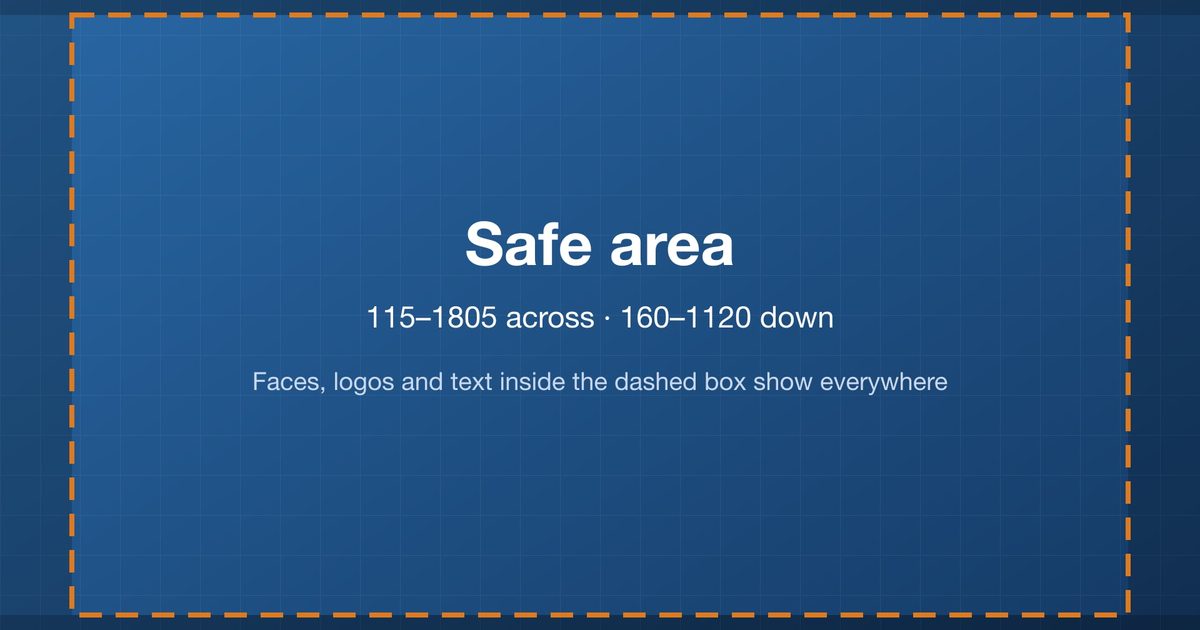 Safe area
115–1805 across · 160–1120 down
Faces, logos and text inside the dashed box show everywhere